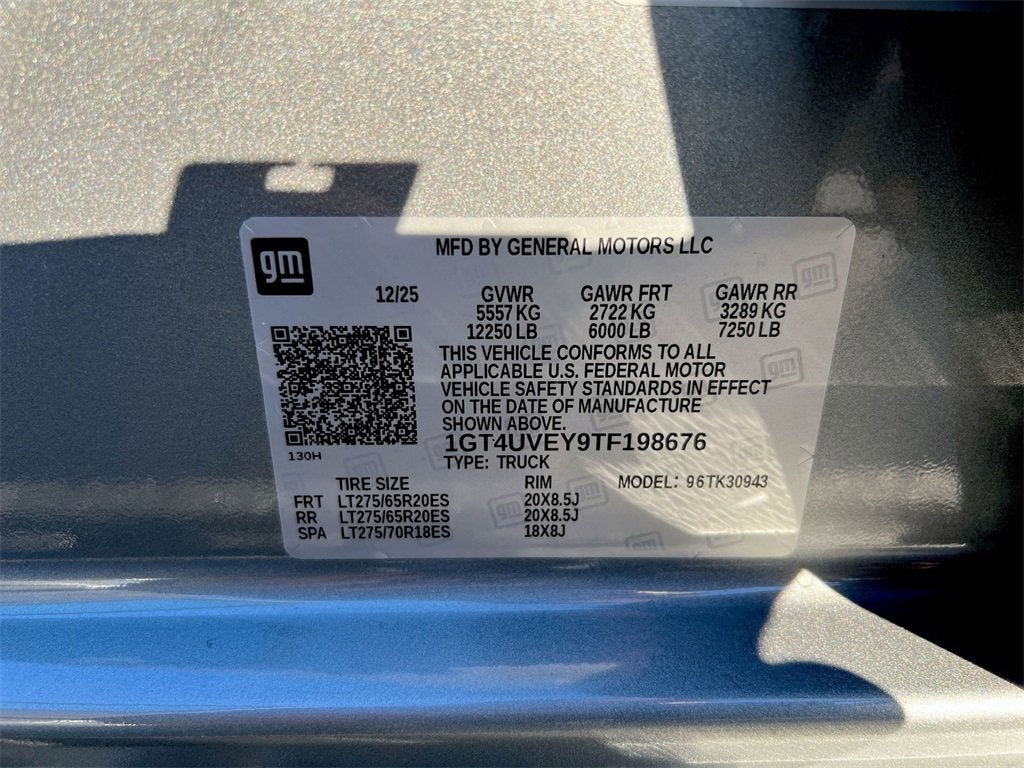 gm
MFD BY GENERAL MOTORS LLC
12/25 GVWR GAWR FRT GAWR RR
5557 KG 2722 KG 3289 KG
12250 LB 6000 LB 7250 LB
THIS VEHICLE CONFORMS TO ALL
APPLICABLE U.S. FEDERAL MOTOR
VEHICLE SAFETY STANDARDS IN EFFECT
ON THE DATE OF MANUFACTURE
SHOWN ABOVE.
1GT4UVEY9TF198676
130H
TYPE: TRUCK
TIRE SIZE RIM MODEL: 96TK30943
FRT LT275/65R20ES 20X8.5J
RR LT275/65R20ES 20X8.5J
SPA LT275/70R18ES 18X8J